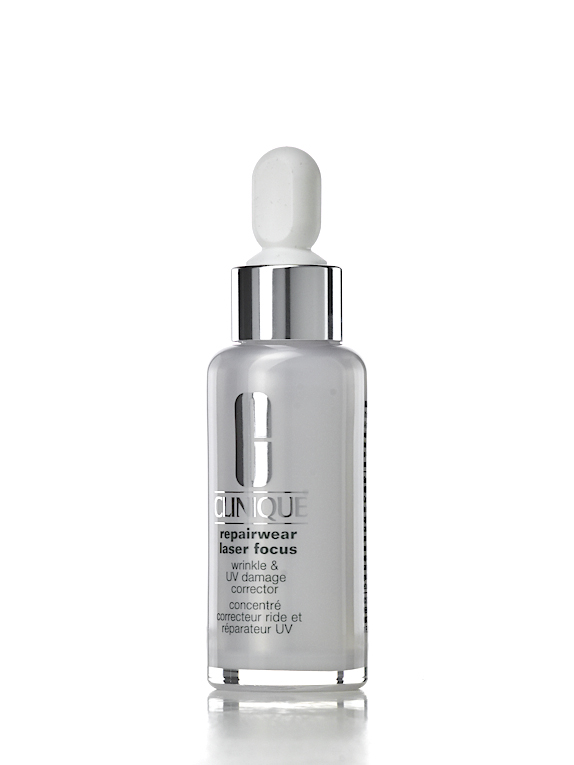 CLINIQUE
repairwear
laser focus
wrinkle &
UV damage
corrector
concentré
correcteur ride et
réparateur UV